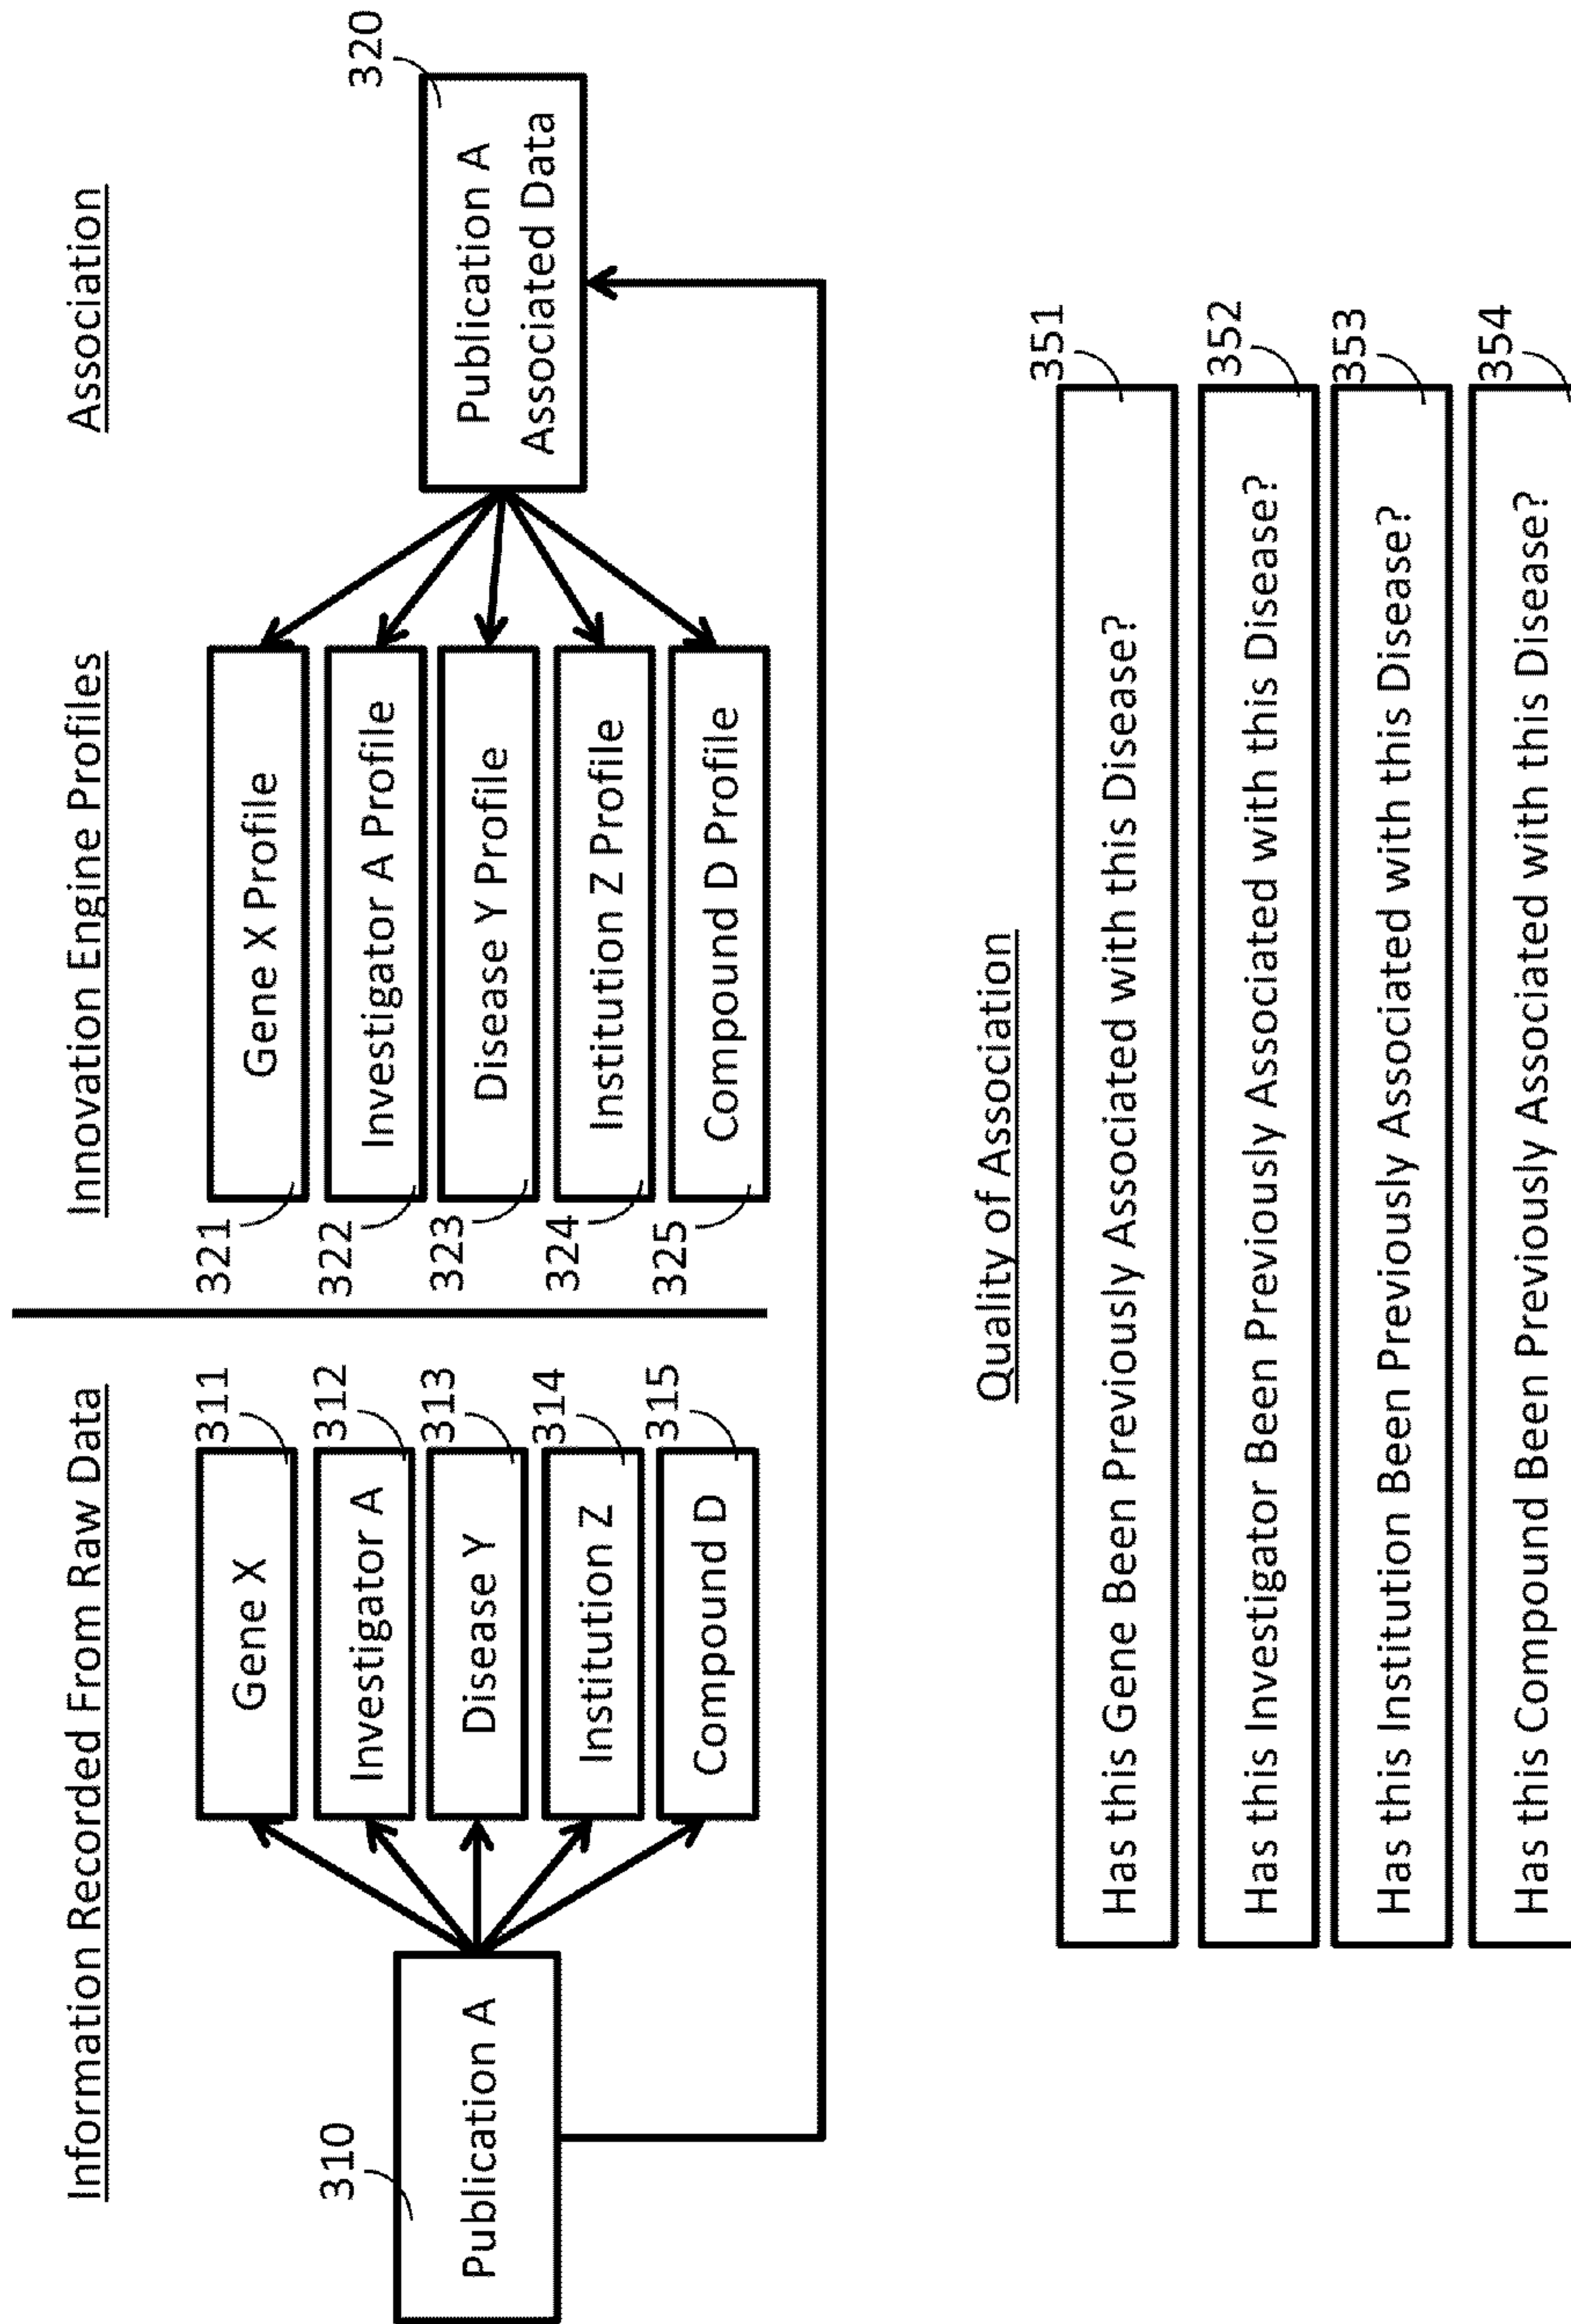 Information Recorded From Raw Data
310
Publication A
Gene X
311
Investigator A
312
Disease Y
313
Institution Z
314
Compound D
315
Innovation Engine Profiles
321
Gene X Profile
322
Investigator A Profile
323
Disease Y Profile
324
Institution Z Profile
325
Compound D Profile
Association
320
Publication A
Associated Data
Quality of Association
Has this Gene Been Previously Associated with this Disease?
351
Has this Investigator Been Previously Associated with this Disease?
352
Has this Institution Been Previously Associated with this Disease?
353
Has this Compound Been Previously Associated with this Disease?
354